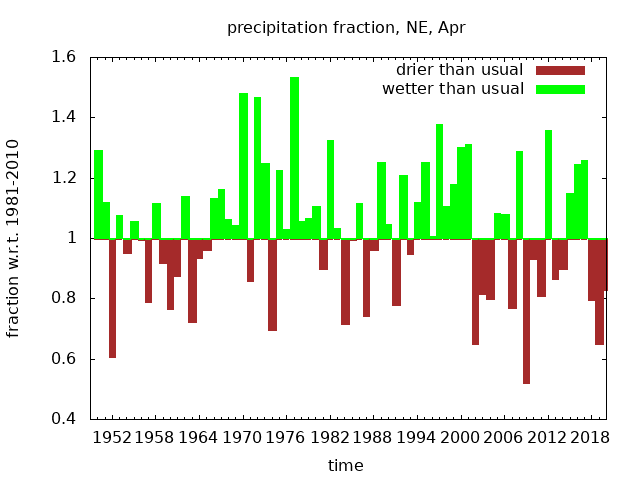 precipitation fraction, NE, Apr
drier than usual
wetter than usual
fraction w.r.t. 1981-2010
1.6
1.4
1.2
1
0.8
0.6
0.4
1952 1958 1964 1970 1976 1982 1988 1994 2000 2006 2012 2018
time